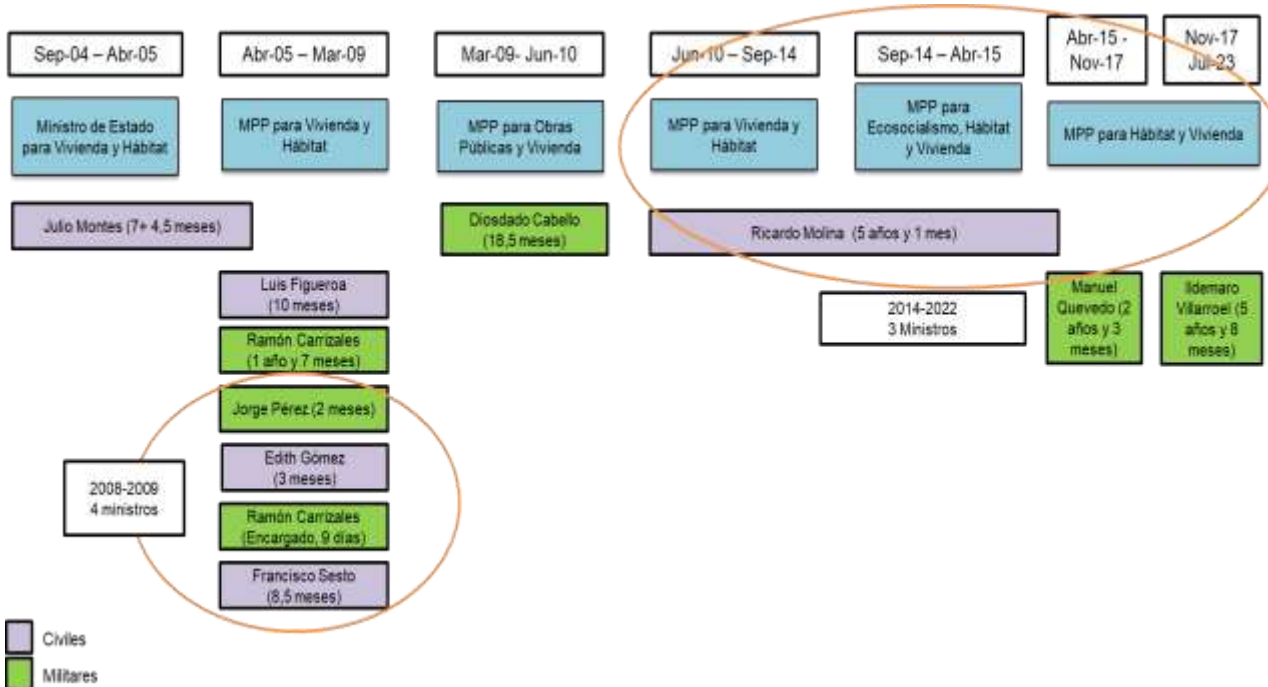 Sep-04 – Abr-05
Abr-05 – Mar-09
Mar-09- Jun-10
Jun-10 – Sep-14
Sep-14 – Abr-15
Abr-15 -
Nov-17
Nov-17
Jul-23
Ministro de Estado
para Vivienda y Hábitat
MPP para Vivienda y
Hábitat
MPP para Obras
Públicas y Vivienda
MPP para Vivienda y
Hábitat
MPP para
Ecosocialismo, Hábitat
y Vivienda
MPP para Hábitat y Vivienda
Julio Montes (7+ 4,5 meses)
Diosdado Cabello
(18,5 meses)
Ricardo Molina (5 años y 1 mes)
Luis Figueroa
(10 meses)
Ramón Carrizales
(1 año y 7 meses)
Jorge Pérez (2 meses)
Edith Gómez
(3 meses)
Ramón Carrizales
(Encargado, 9 días)
Francisco Sesto
(8,5 meses)
2008-2009
4 ministros
2014-2022
3 Ministros
Manuel
Quevedo (2
años y 3
meses)
Ildemaro
Villarroel (5
años y 8
meses)
Civiles
Militares